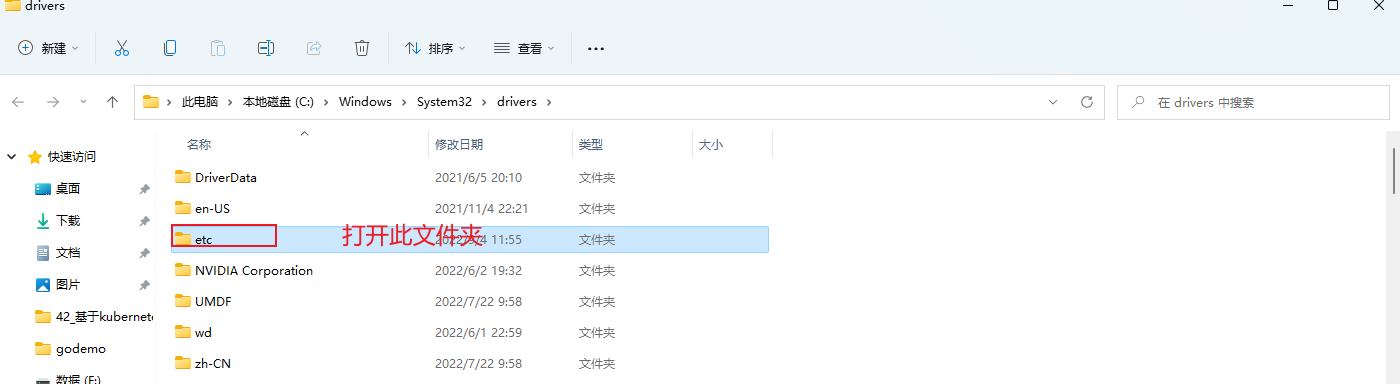 drivers
新建
排序
查看
此电脑 > 本地磁盘 (C:) > Windows > System32 > drivers >
在 drivers 中搜索
名称 修改日期 类型 大小
快速访问
桌面
下载
文档
图片
42_基于kubernete
godemo
数据 (F:)
DriverData 2021/6/5 20:10 文件夹
en-US 2021/11/4 22:21 文件夹
etc 打开此文件夹 11:55 文件夹
NVIDIA Corporation 2022/6/2 19:32 文件夹
UMDF 2022/7/22 9:58 文件夹
wd 2022/6/1 22:59 文件夹
zh-CN 2022/7/22 9:58 文件夹